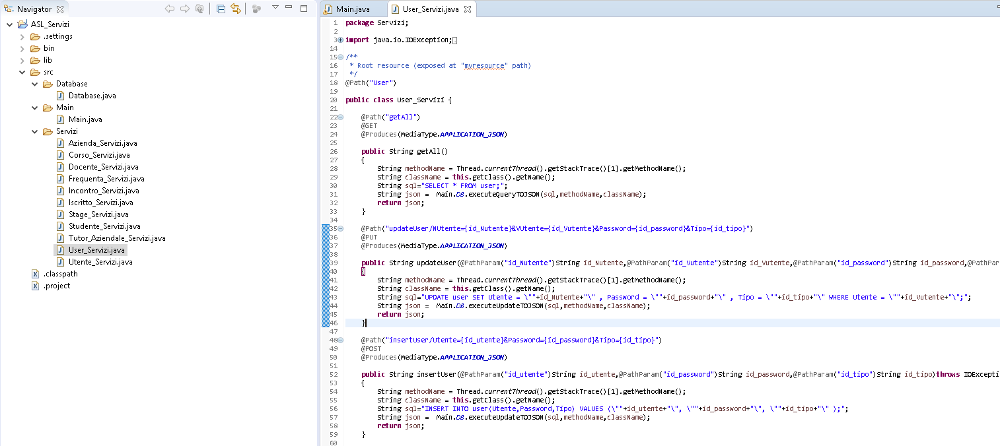 Navigator
ASL_Servizi
.settings
bin
lib
src
Database
Database.java
Main
Main.java
Servizi
Azienda_Servizi.java
Corso_Servizi.java
Docente_Servizi.java
Frequenta_Servizi.java
Incontro_Servizi.java
Iscritto_Servizi.java
Stage_Servizi.java
Studente_Servizi.java
Tutor_Aziendale_Servizi.java
User_Servizi.java
Utente_Servizi.java
.classpath
.project
Main.java
User_Servizi.java
1 package Servizi;
2
3 import java.io.IOException;
14
15 /**
16 * Root resource (exposed at "myresource" path)
17 */
18 @Path("User")
19
20 public class User_Servizi {
21
22 @Path("getAll")
23 @GET
24 @Produces(MediaType.APPLICATION_JSON)
25
26 public String getAll()
27 {
28 String methodName = Thread.currentThread().getStackTrace()[1].getMethodName();
29 String className = this.getClass().getName();
30 String sql="SELECT * FROM user;";
31 String json =  Main.DB.executeQueryTOJSON(sql,methodName,className);
32 return json;
33 }
34
35 @Path("updateUser/NUtente={id_Nutente}&VUtente={id_Vutente}&Password={id_password}&Tipo={id_tipo}")
36 @PUT
37 @Produces(MediaType.APPLICATION_JSON)
38
39 public String updateUser(@PathParam("id_Nutente")String id_Nutente,@PathParam("id_Vutente")String id_Vutente,@PathParam("id_password")String id_password,@PathPar
40 {
41 String methodName = Thread.currentThread().getStackTrace()[1].getMethodName();
42 String className = this.getClass().getName();
43 String sql="UPDATE user SET Utente = \""+id_Nutente+"\" , Password = \""+id_password+"\" , Tipo = \""+id_tipo+"\" WHERE Utente = \""+id_Vutente+"\";";
44 String json =  Main.DB.executeUpdateTOJSON(sql,methodName,className);
45 return json;
46 }
47
48 @Path("insertUser/Utente={id_utente}&Password={id_password}&Tipo={id_tipo}")
49 @POST
50 @Produces(MediaType.APPLICATION_JSON)
51
52 public String insertUser(@PathParam("id_utente")String id_utente,@PathParam("id_password")String id_password,@PathParam("id_tipo")String id_tipo)throws IOExcepti
53 {
54 String methodName = Thread.currentThread().getStackTrace()[1].getMethodName();
55 String className = this.getClass().getName();
56 String sql="INSERT INTO user(Utente,Password,Tipo) VALUES (\""+id_utente+"\", \""+id_password+"\", \""+id_tipo+"\" );";
57 String json =  Main.DB.executeUpdateTOJSON(sql,methodName,className);
58 return json;
59 }
60